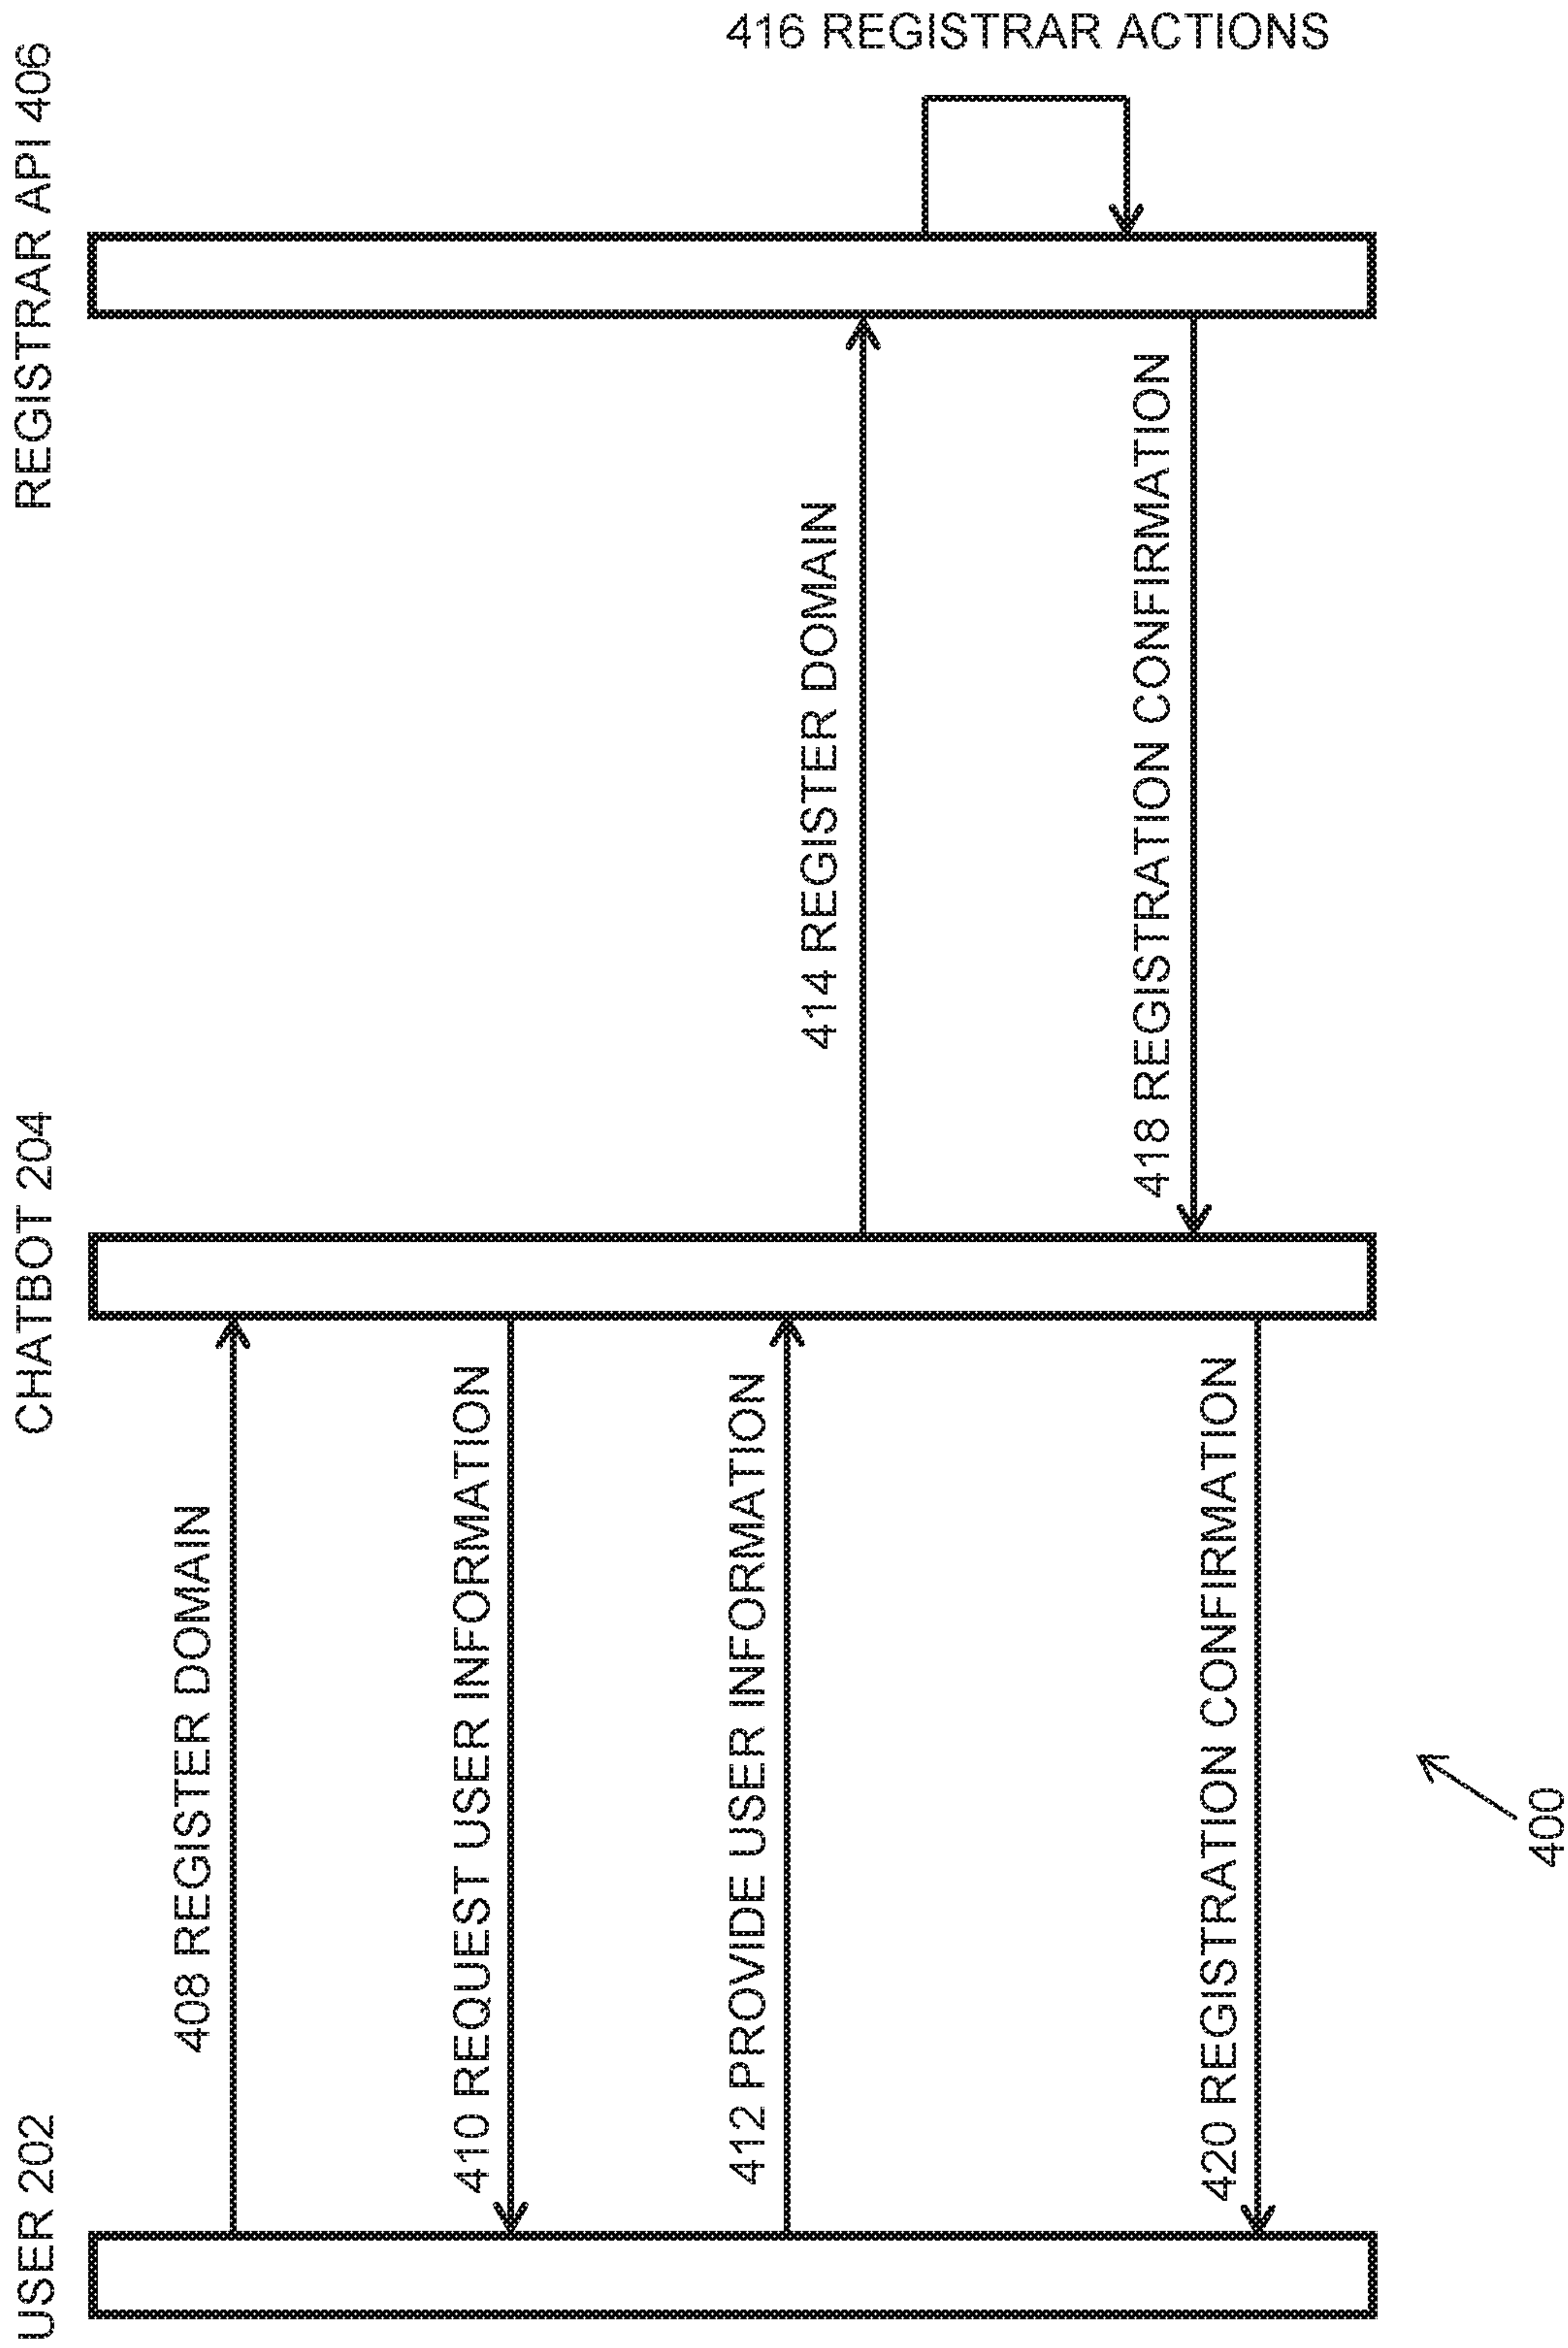 USER 202
CHATBOT 204
REGISTRAR API 406
408 REGISTER DOMAIN
410 REQUEST USER INFORMATION
412 PROVIDE USER INFORMATION
414 REGISTER DOMAIN
416 REGISTRAR ACTIONS
418 REGISTRATION CONFIRMATION
420 REGISTRATION CONFIRMATION
400